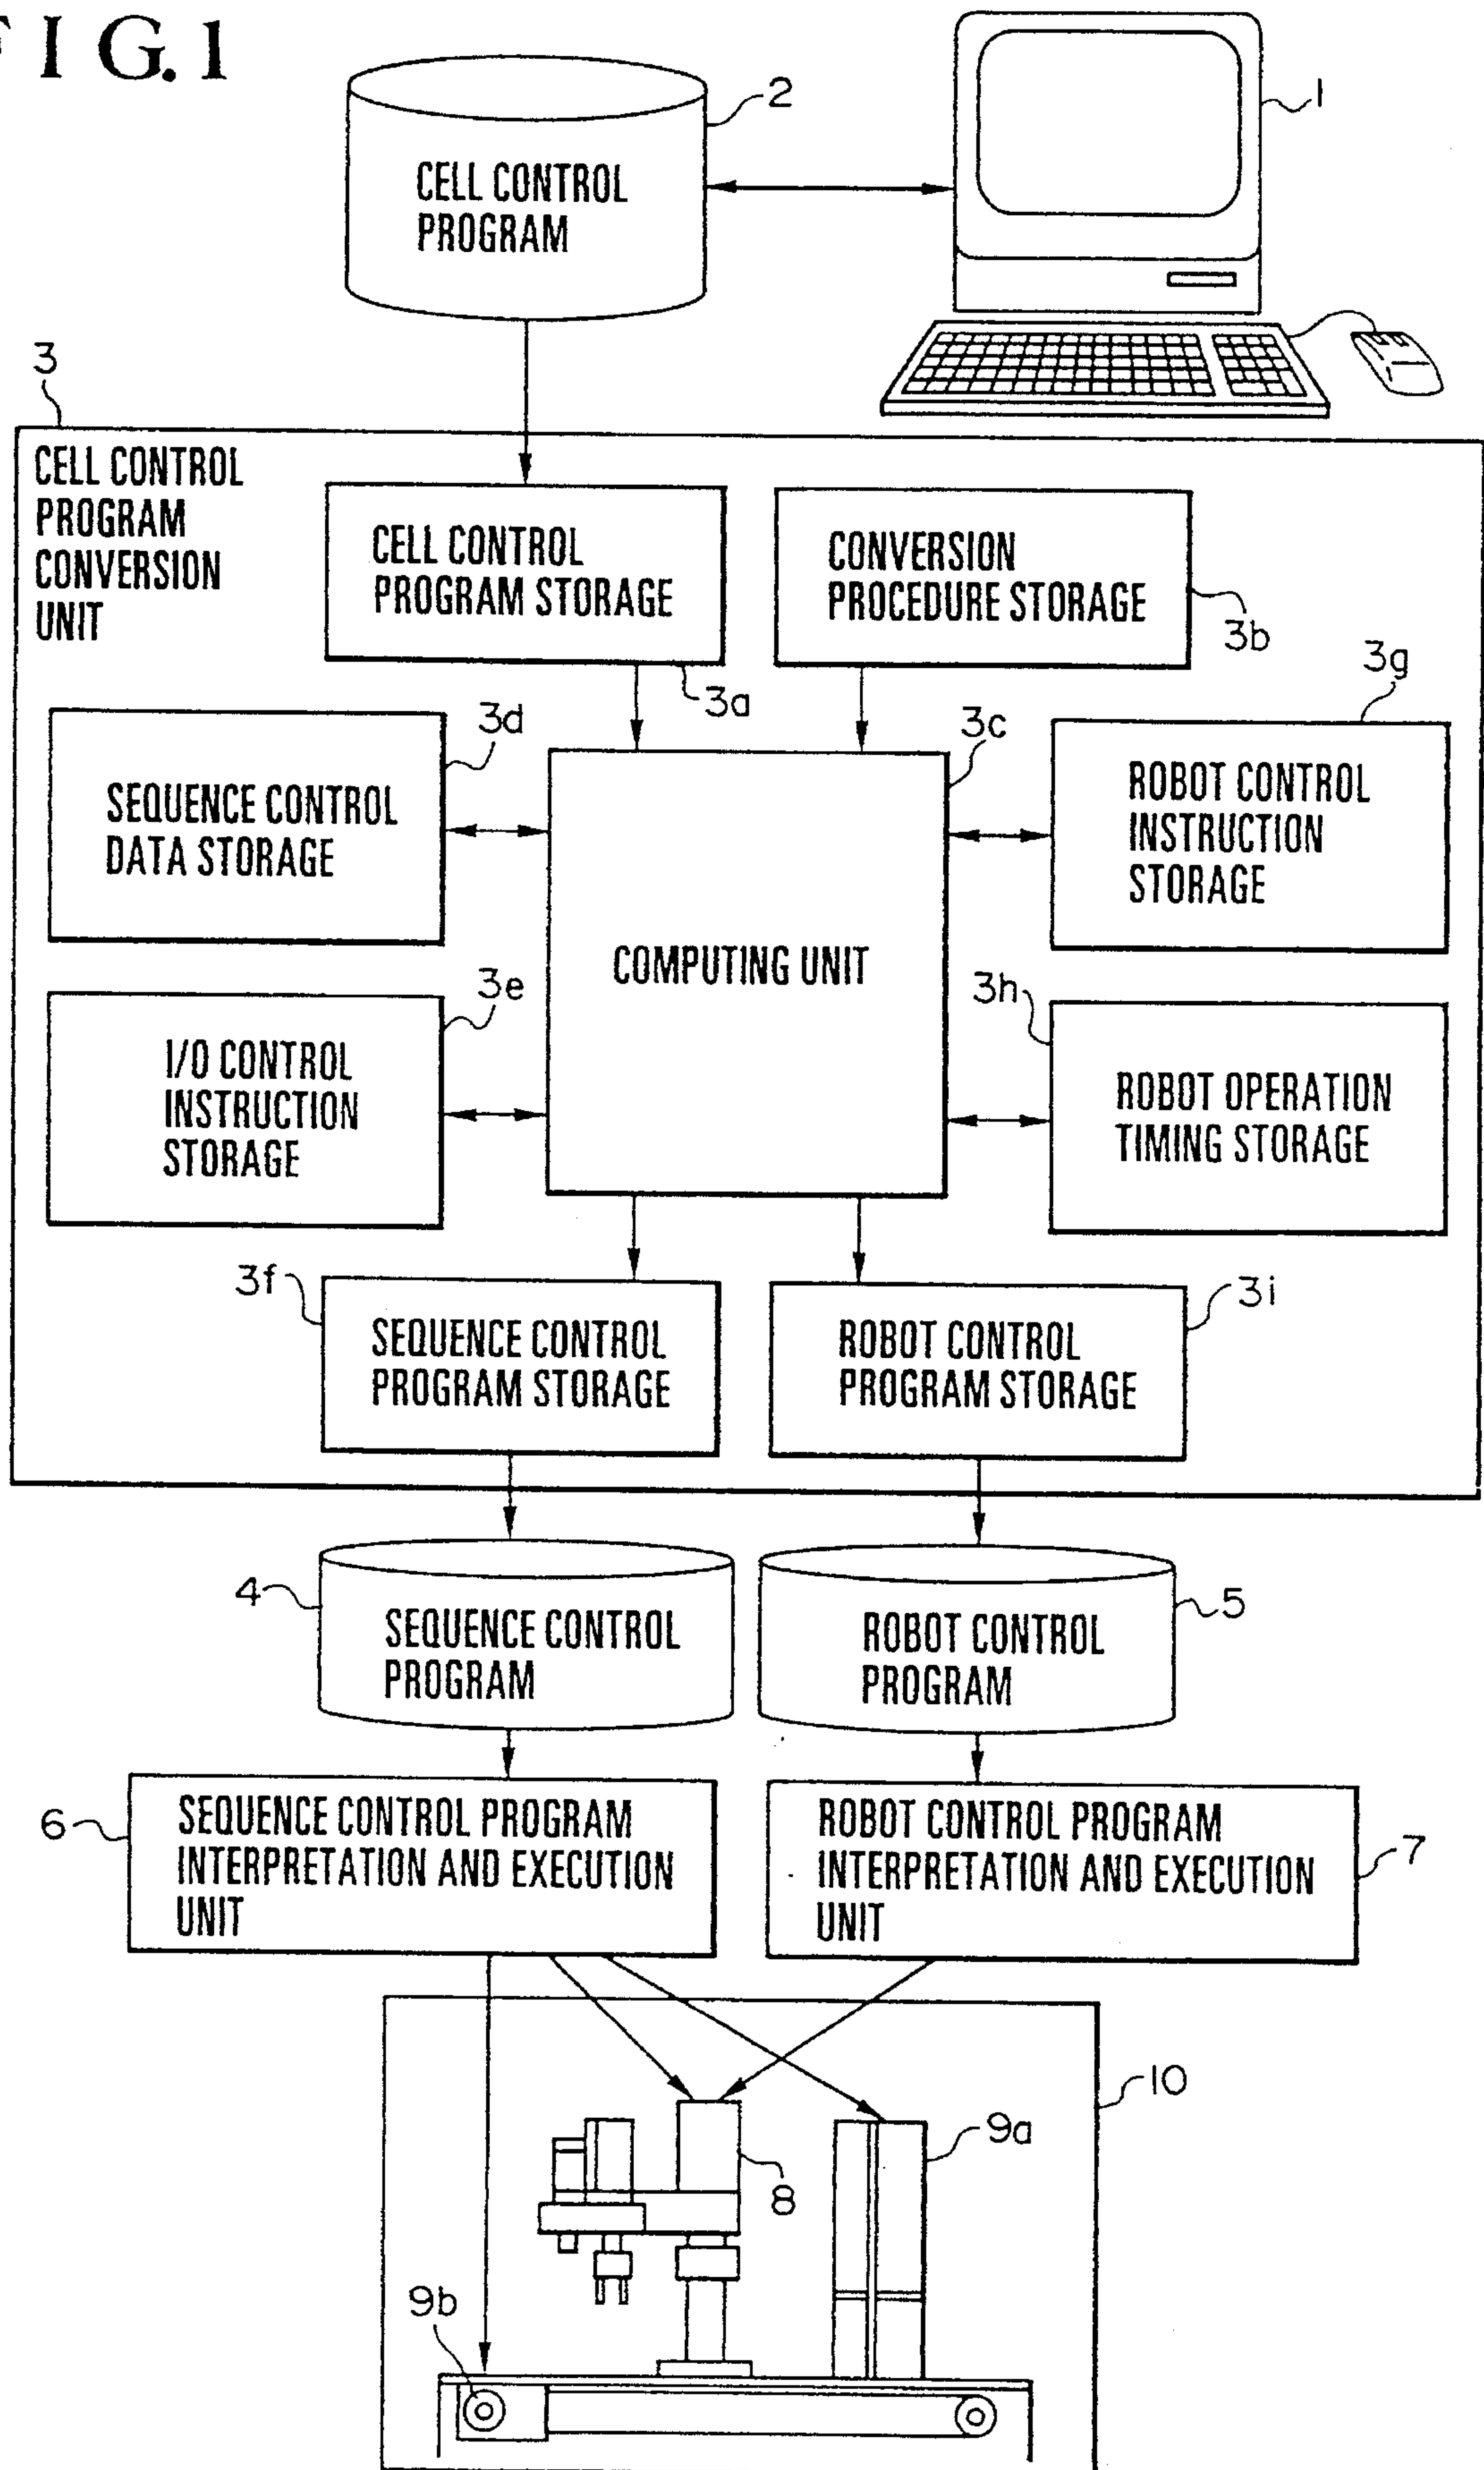 FIG.1
2
1
CELL CONTROL
PROGRAM
3
CELL CONTROL
PROGRAM
CONVERSION
UNIT
CELL CONTROL
PROGRAM STORAGE
3a
CONVERSION
PROCEDURE STORAGE
3b
3g
3d
SEQUENCE CONTROL
DATA STORAGE
3c
COMPUTING UNIT
ROBOT CONTROL
INSTRUCTION
STORAGE
3e
I/O CONTROL
INSTRUCTION
STORAGE
3h
ROBOT OPERATION
TIMING STORAGE
3f
SEQUENCE CONTROL
PROGRAM STORAGE
3i
ROBOT CONTROL
PROGRAM STORAGE
4
SEQUENCE CONTROL
PROGRAM
5
ROBOT CONTROL
PROGRAM
6
SEQUENCE CONTROL PROGRAM
INTERPRETATION AND EXECUTION
UNIT
7
ROBOT CONTROL PROGRAM
INTERPRETATION AND EXECUTION
UNIT
10
9a
8
9b